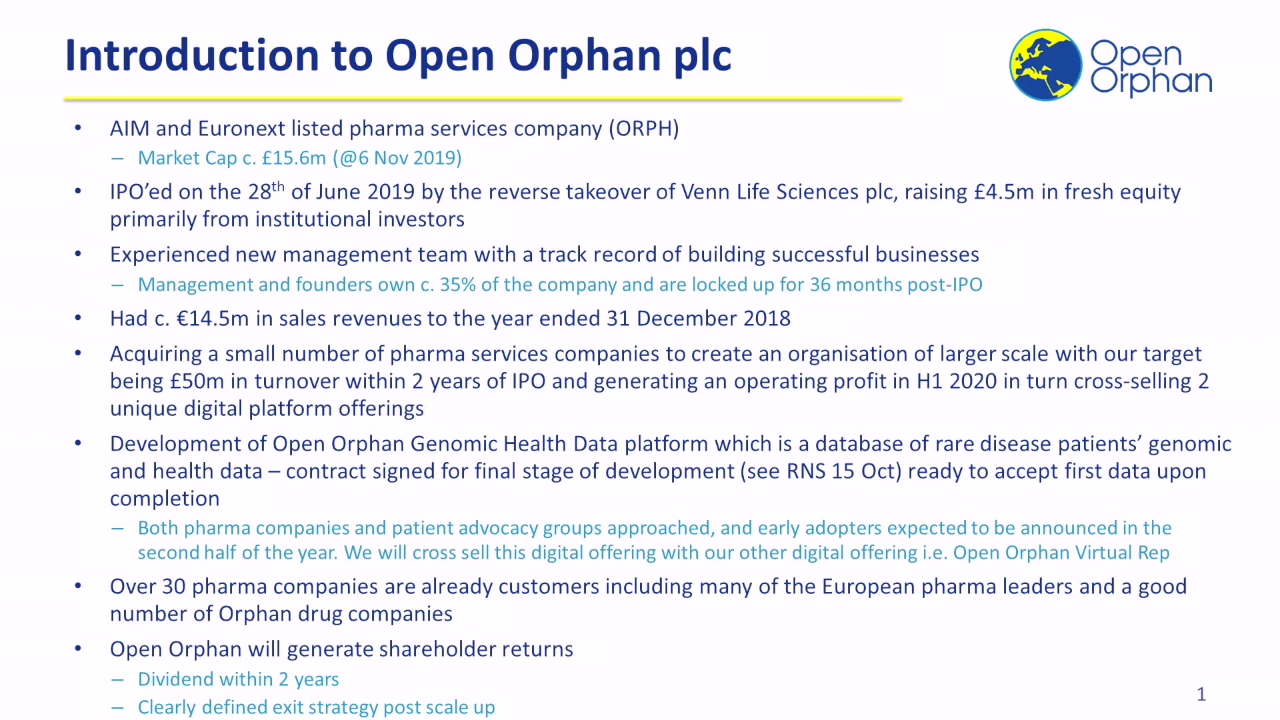 Introduction to Open Orphan plc
Open
Orphan
• AIM and Euronext listed pharma services company (ORPH)
– Market Cap c. £15.6m (@6 Nov 2019)
• IPO’ed on the 28th of June 2019 by the reverse takeover of Venn Life Sciences plc, raising £4.5m in fresh equity
primarily from institutional investors
• Experienced new management team with a track record of building successful businesses
– Management and founders own c. 35% of the company and are locked up for 36 months post-IPO
• Had c. €14.5m in sales revenues to the year ended 31 December 2018
• Acquiring a small number of pharma services companies to create an organisation of larger scale with our target
being £50m in turnover within 2 years of IPO and generating an operating profit in H1 2020 in turn cross-selling 2
unique digital platform offerings
• Development of Open Orphan Genomic Health Data platform which is a database of rare disease patients’ genomic
and health data – contract signed for final stage of development (see RNS 15 Oct) ready to accept first data upon
completion
– Both pharma companies and patient advocacy groups approached, and early adopters expected to be announced in the
second half of the year. We will cross sell this digital offering with our other digital offering i.e. Open Orphan Virtual Rep
• Over 30 pharma companies are already customers including many of the European pharma leaders and a good
number of Orphan drug companies
• Open Orphan will generate shareholder returns
– Dividend within 2 years
– Clearly defined exit strategy post scale up
1